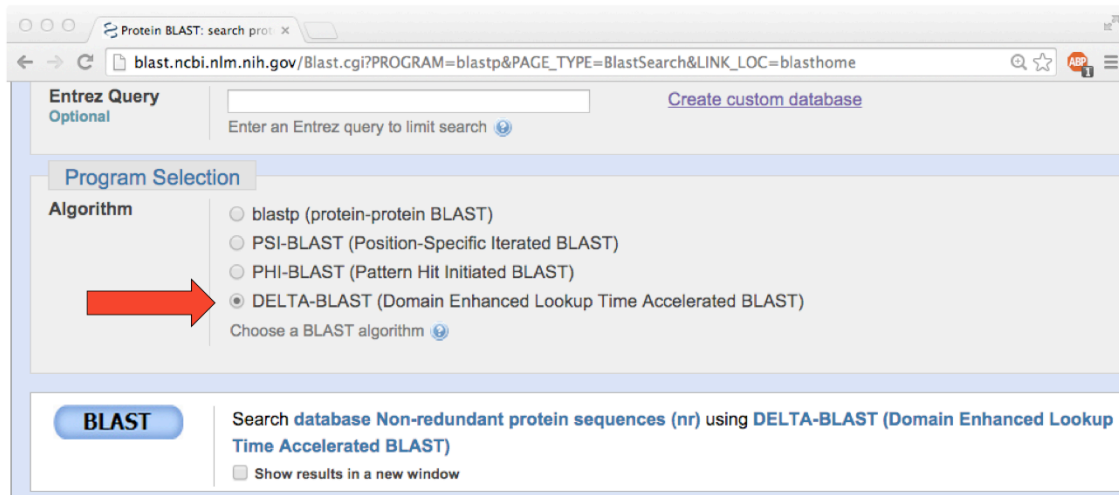 Protein BLAST: search prot
blast.ncbi.nlm.nih.gov/Blast.cgi?PROGRAM=blastp&PAGE_TYPE=BlastSearch&LINK_LOC=blasthome
ABP
1
Entrez Query
Optional
Create custom database
Enter an Entrez query to limit search
Program Selection
Algorithm
blastp (protein-protein BLAST)
PSI-BLAST (Position-Specific Iterated BLAST)
PHI-BLAST (Pattern Hit Initiated BLAST)
DELTA-BLAST (Domain Enhanced Lookup Time Accelerated BLAST)
Choose a BLAST algorithm
BLAST
Search database Non-redundant protein sequences (nr) using DELTA-BLAST (Domain Enhanced Lookup
Time Accelerated BLAST)
Show results in a new window